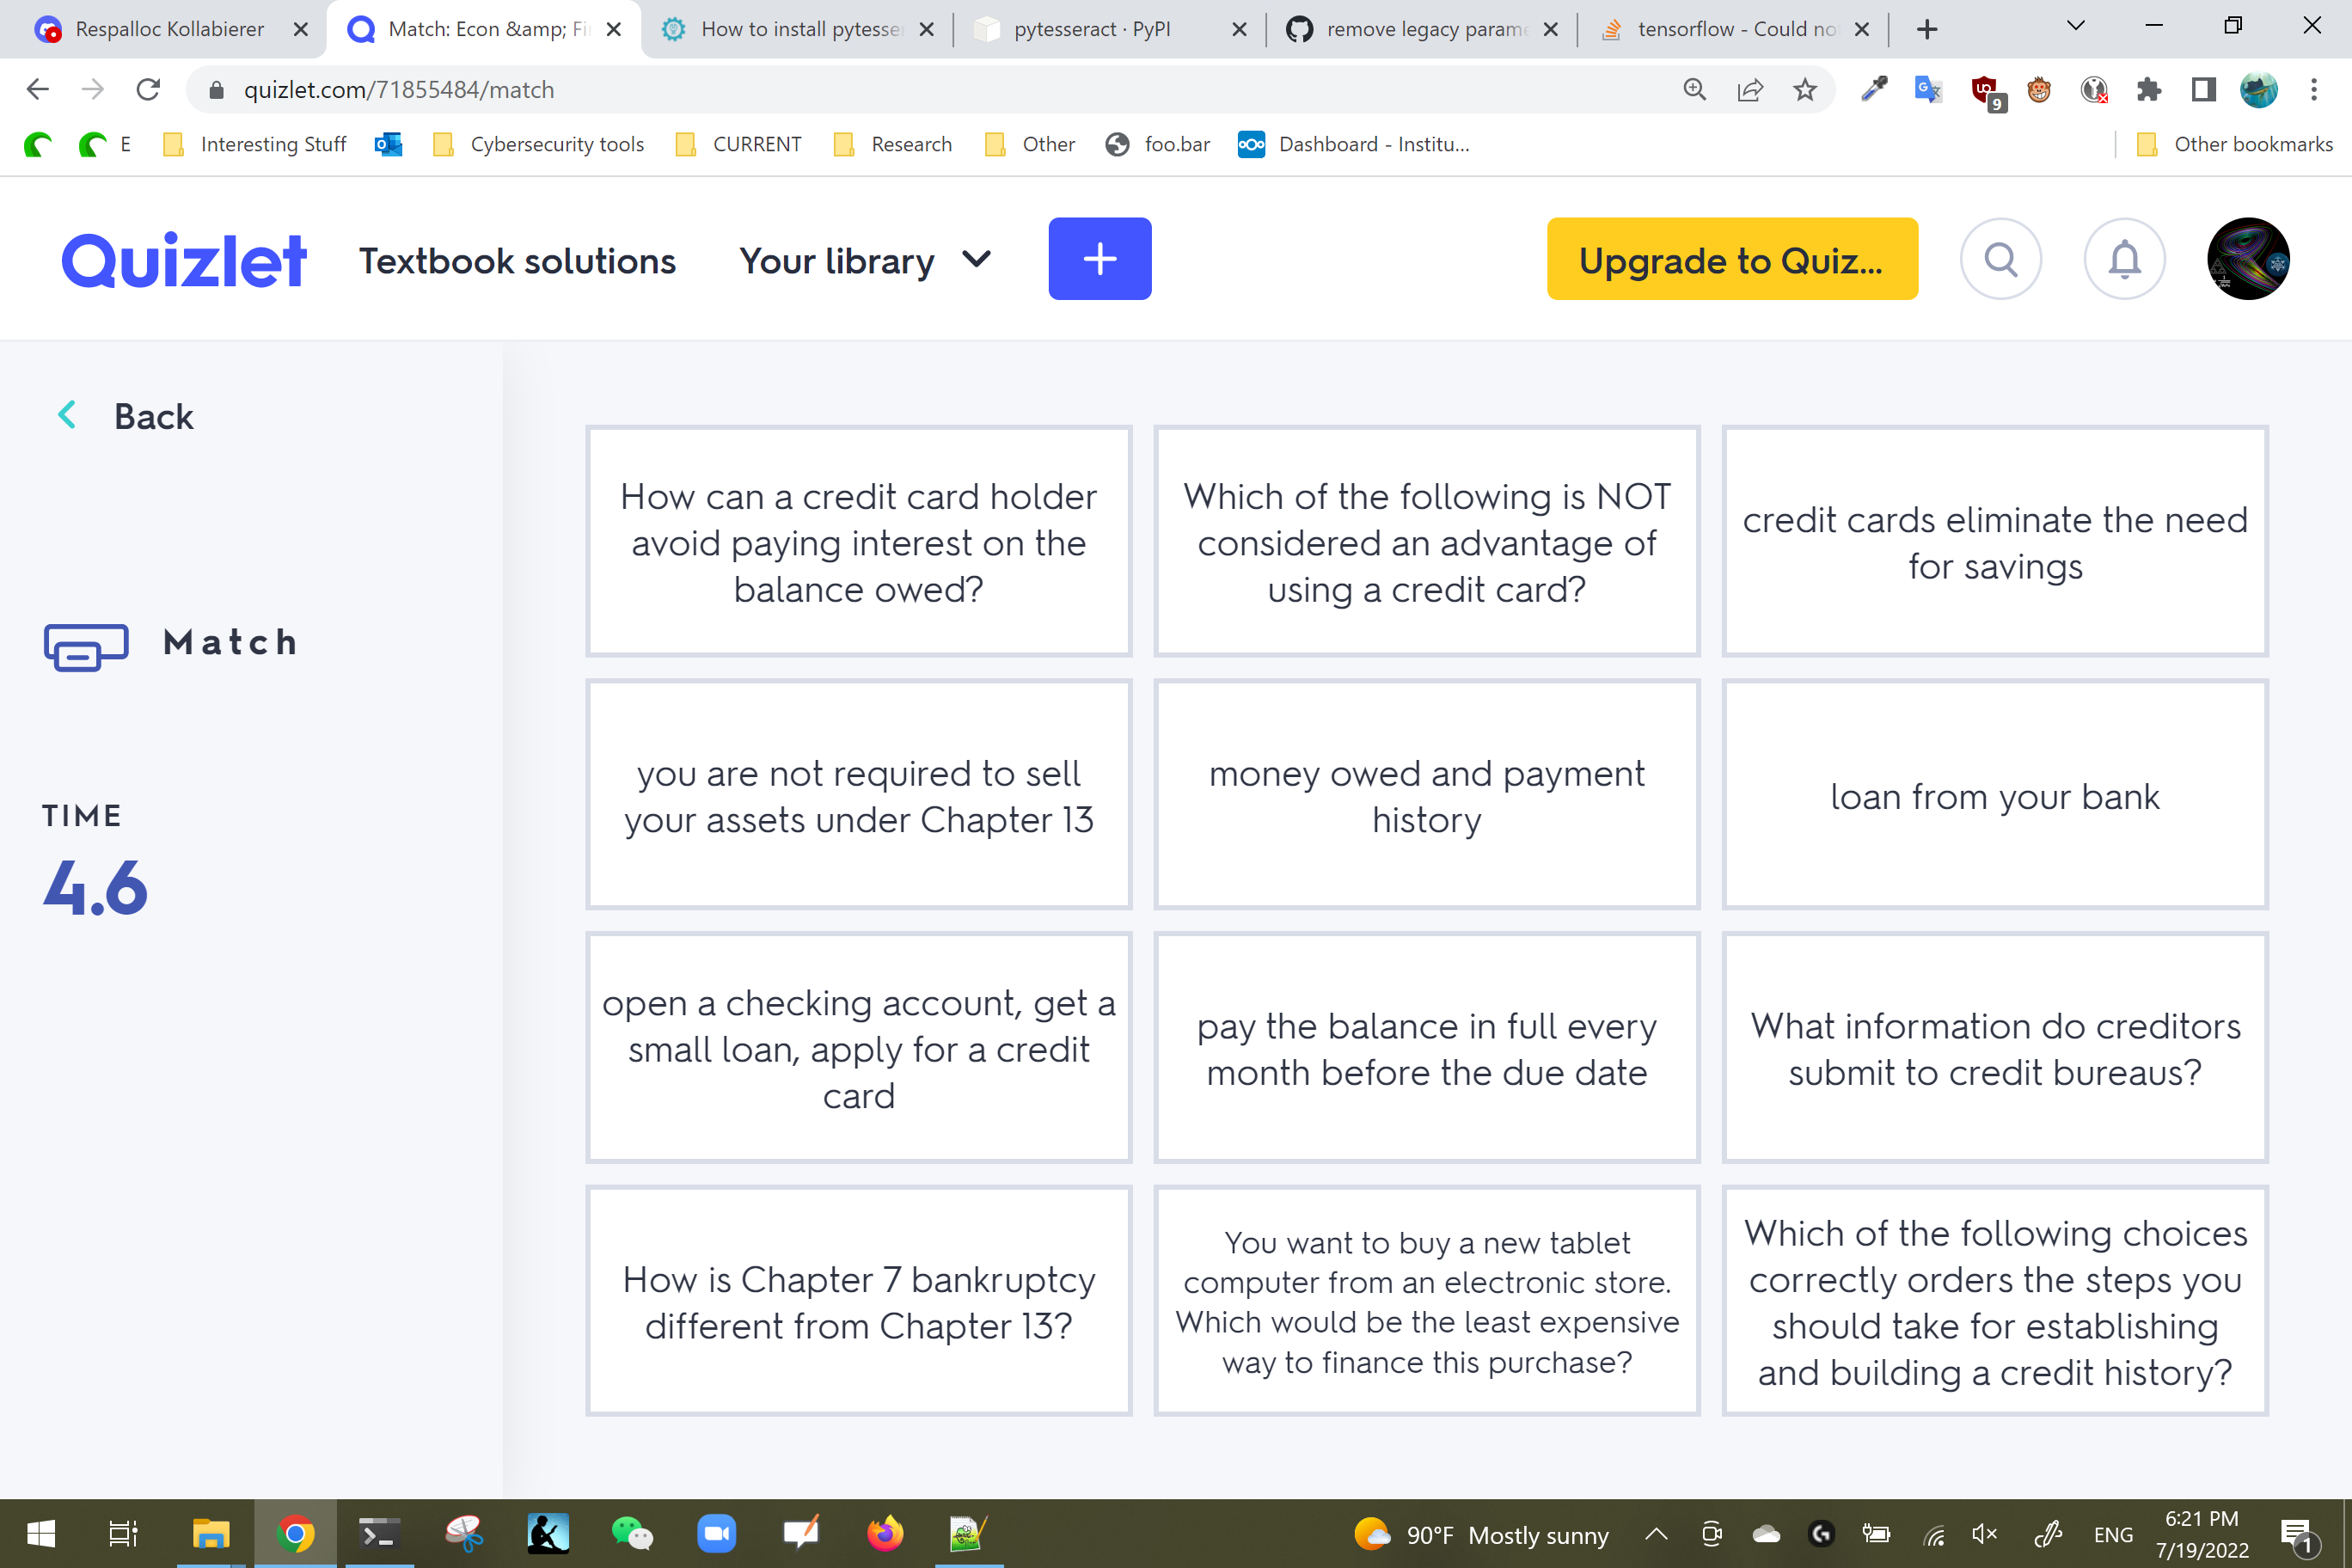 Respalloc Kollabierer
Match: Econ &amp; Fi
How to install pytesse
pytesseract · PyPI
remove legacy param
tensorflow - Could no
quizlet.com/71855484/match
9
E
Interesting Stuff
Cybersecurity tools
CURRENT
Research
Other
foo.bar
Dashboard - Institu...
Other bookmarks
Quizlet
Textbook solutions
Your library
Upgrade to Quiz...
Back
Match
TIME
4.6
How can a credit card holder
avoid paying interest on the
balance owed?
Which of the following is NOT
considered an advantage of
using a credit card?
credit cards eliminate the need
for savings
you are not required to sell
your assets under Chapter 13
money owed and payment
history
loan from your bank
open a checking account, get a
small loan, apply for a credit
card
pay the balance in full every
month before the due date
What information do creditors
submit to credit bureaus?
How is Chapter 7 bankruptcy
different from Chapter 13?
You want to buy a new tablet
computer from an electronic store.
Which would be the least expensive
way to finance this purchase?
Which of the following choices
correctly orders the steps you
should take for establishing
and building a credit history?
90°F Mostly sunny
ENG
6:21 PM
7/19/2022
1